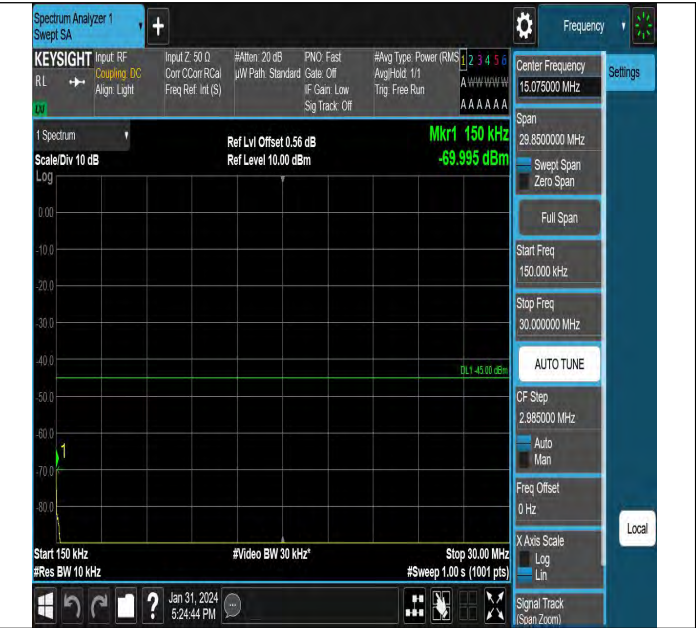 Spectrum Analyzer 1
Swept SA
+
Frequency
KEYSIGHT
RL
Input: RF
Coupling: DC
Align: Light
Input Z: 50 Ω
Corr CCorr RCal
Freq Ref: Int (S)
#Atten: 20 dB
µW Path: Standard
PNO: Fast
Gate: Off
IF Gain: Low
Sig Track: Off
#Avg Type: Power (RMS
Avg|Hold: 1/1
Trig: Free Run
1 2 3 4 5 6
A W W W W W
A A A A A A
1 Spectrum
Scale/Div 10 dB
Ref Lvl Offset 0.56 dB
Ref Level 10.00 dBm
Mkr1 150 kHz
-69.995 dBm
Log
0.00
-10.0
-20.0
-30.0
-40.0
DL1 -45.00 dBm
-50.0
-60.0
1
-70.0
-80.0
Start 150 kHz
#Video BW 30 kHz*
Stop 30.00 MHz
#Res BW 10 kHz
#Sweep 1.00 s (1001 pts)
?
Jan 31, 2024
5:24:44 PM
Center Frequency
15.075000 MHz
Settings
Span
29.8500000 MHz
Swept Span
Zero Span
Full Span
Start Freq
150.000 kHz
Stop Freq
30.000000 MHz
AUTO TUNE
CF Step
2.985000 MHz
Auto
Man
Freq Offset
0 Hz
X Axis Scale
Log
Lin
Local
Signal Track
(Span Zoom)